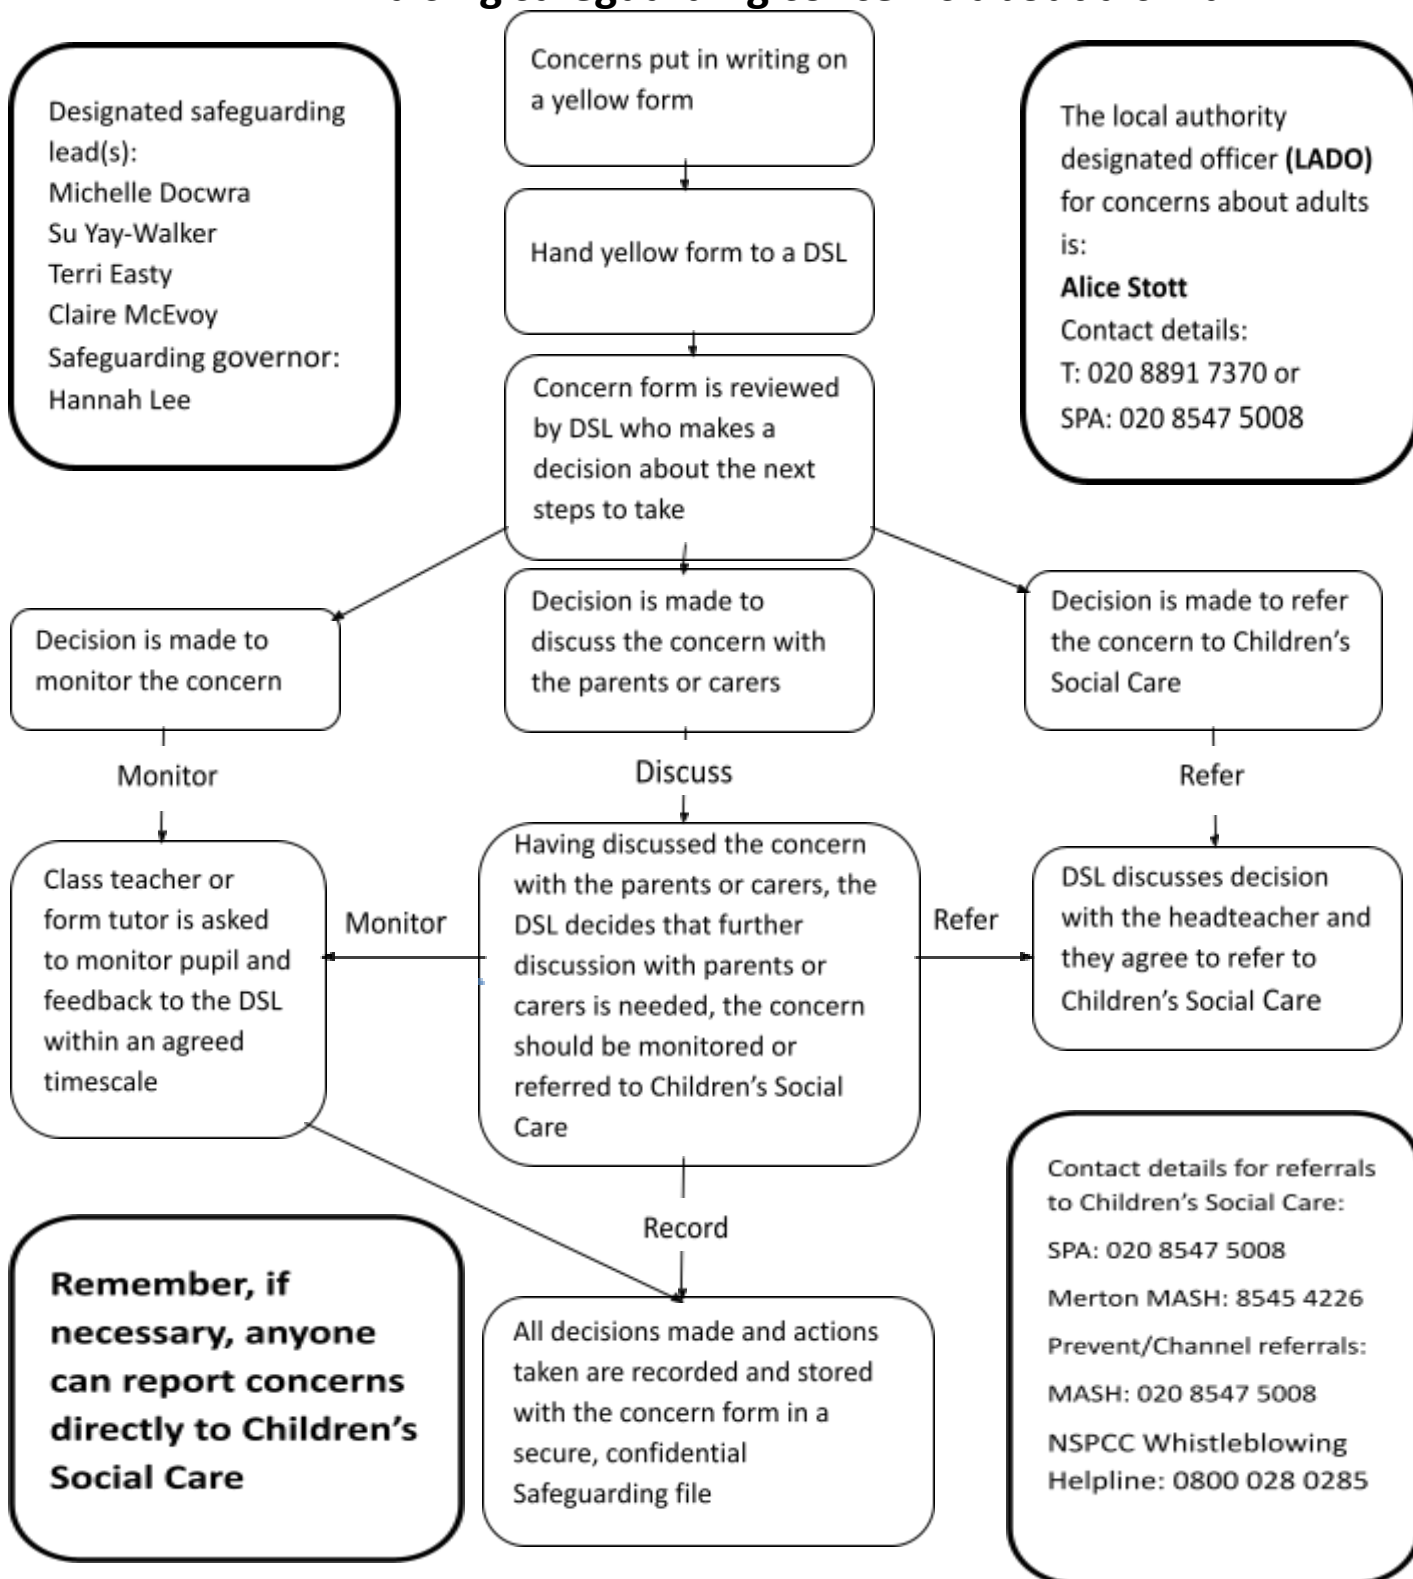 Concerns put in writing on
a yellow form
Designated safeguarding
lead(s):
Michelle Docwra
Su Yay-Walker
Terri Easty
Claire McEvoy
Safeguarding governor:
Hannah Lee
The local authority
designated officer (LADO)
for concerns about adults
is:
Alice Stott
Contact details:
T: 020 8891 7370 or
SPA: 020 8547 5008
Hand yellow form to a DSL
Concern form is reviewed
by DSL who makes a
decision about the next
steps to take
Decision is made to
monitor the concern
Decision is made to
discuss the concern with
the parents or carers
Decision is made to refer
the concern to Children’s
Social Care
Monitor
Discuss
Refer
Class teacher or
form tutor is asked
to monitor pupil and
feedback to the DSL
within an agreed
timescale
Monitor
Having discussed the concern
with the parents or carers, the
DSL decides that further
discussion with parents or
carers is needed, the concern
should be monitored or
referred to Children’s Social
Care
Refer
DSL discusses decision
with the headteacher and
they agree to refer to
Children’s Social Care
Record
Remember, if
necessary, anyone
can report concerns
directly to Children’s
Social Care
All decisions made and actions
taken are recorded and stored
with the concern form in a
secure, confidential
Safeguarding file
Contact details for referrals
to Children’s Social Care:
SPA: 020 8547 5008
Merton MASH: 8545 4226
Prevent/Channel referrals:
MASH: 020 8547 5008
NSPCC Whistleblowing
Helpline: 0800 028 0285